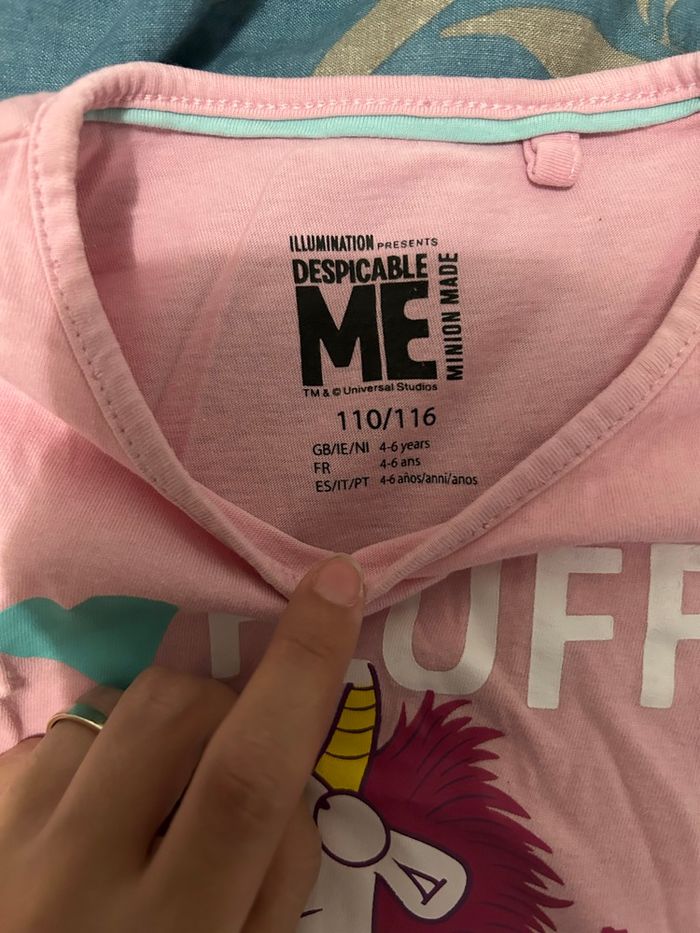 ILLUMINATION PRESENTS
DESPICABLE
ME
MINION MADE
TM & © Universal Studios
110/116
GB/IE/NI 4-6 years
FR 4-6 ans
ES/IT/PT 4-6 años/anni/anos
FLUFF